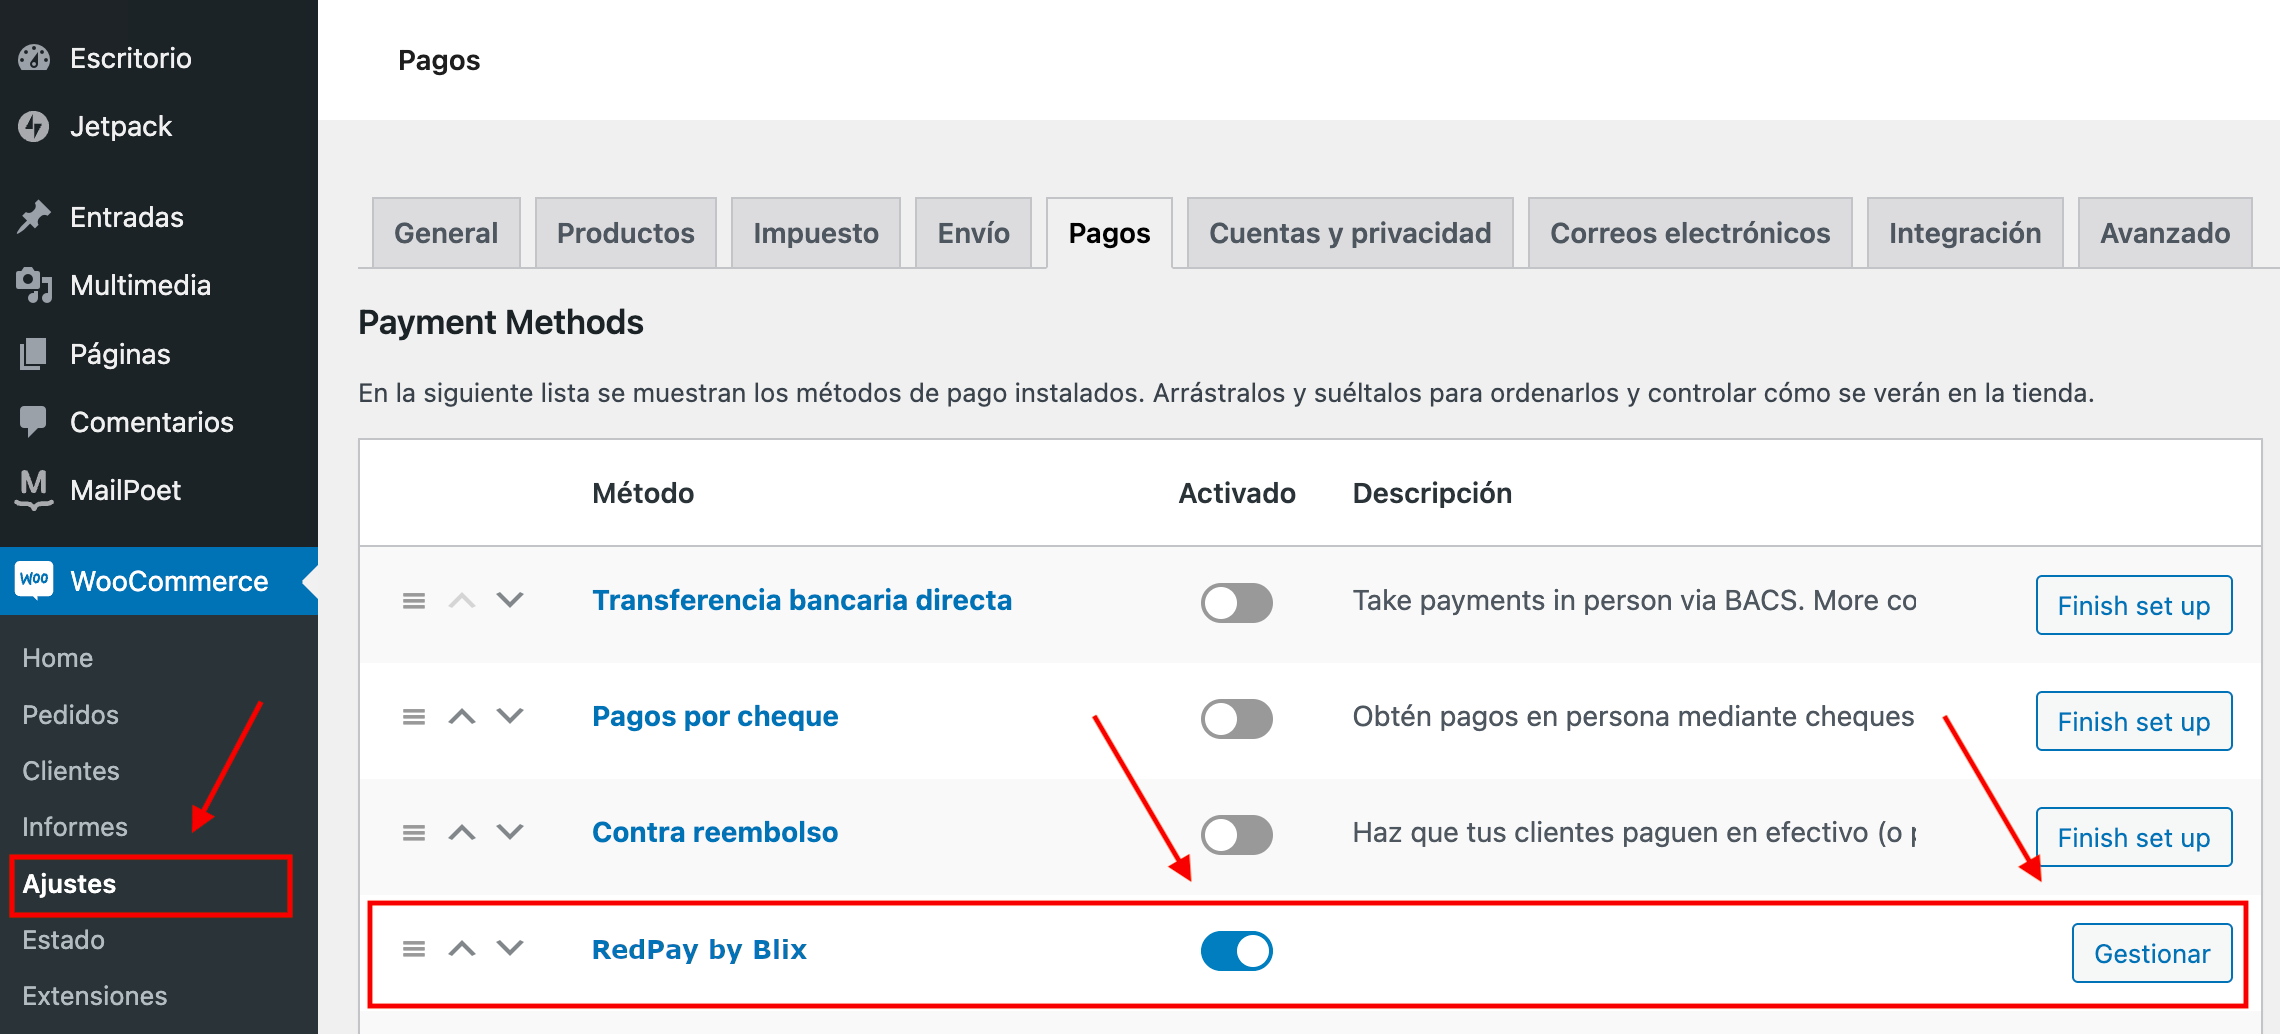 Escritorio
Jetpack
Entradas
Multimedia
Páginas
Comentarios
M MailPoet
Woo WooCommerce
Home
Pedidos
Clientes
Informes
Ajustes
Estado
Extensiones
Pagos
General Productos Impuesto Envío Pagos Cuentas y privacidad Correos electrónicos Integración Avanzado
Payment Methods
En la siguiente lista se muestran los métodos de pago instalados. Arrástralos y suéltalos para ordenarlos y controlar cómo se verán en la tienda.
Método Activado Descripción
Transferencia bancaria directa Take payments in person via BACS. More co Finish set up
Pagos por cheque Obtén pagos en persona mediante cheques Finish set up
Contra reembolso Haz que tus clientes paguen en efectivo (o p Finish set up
RedPay by Blix Gestionar